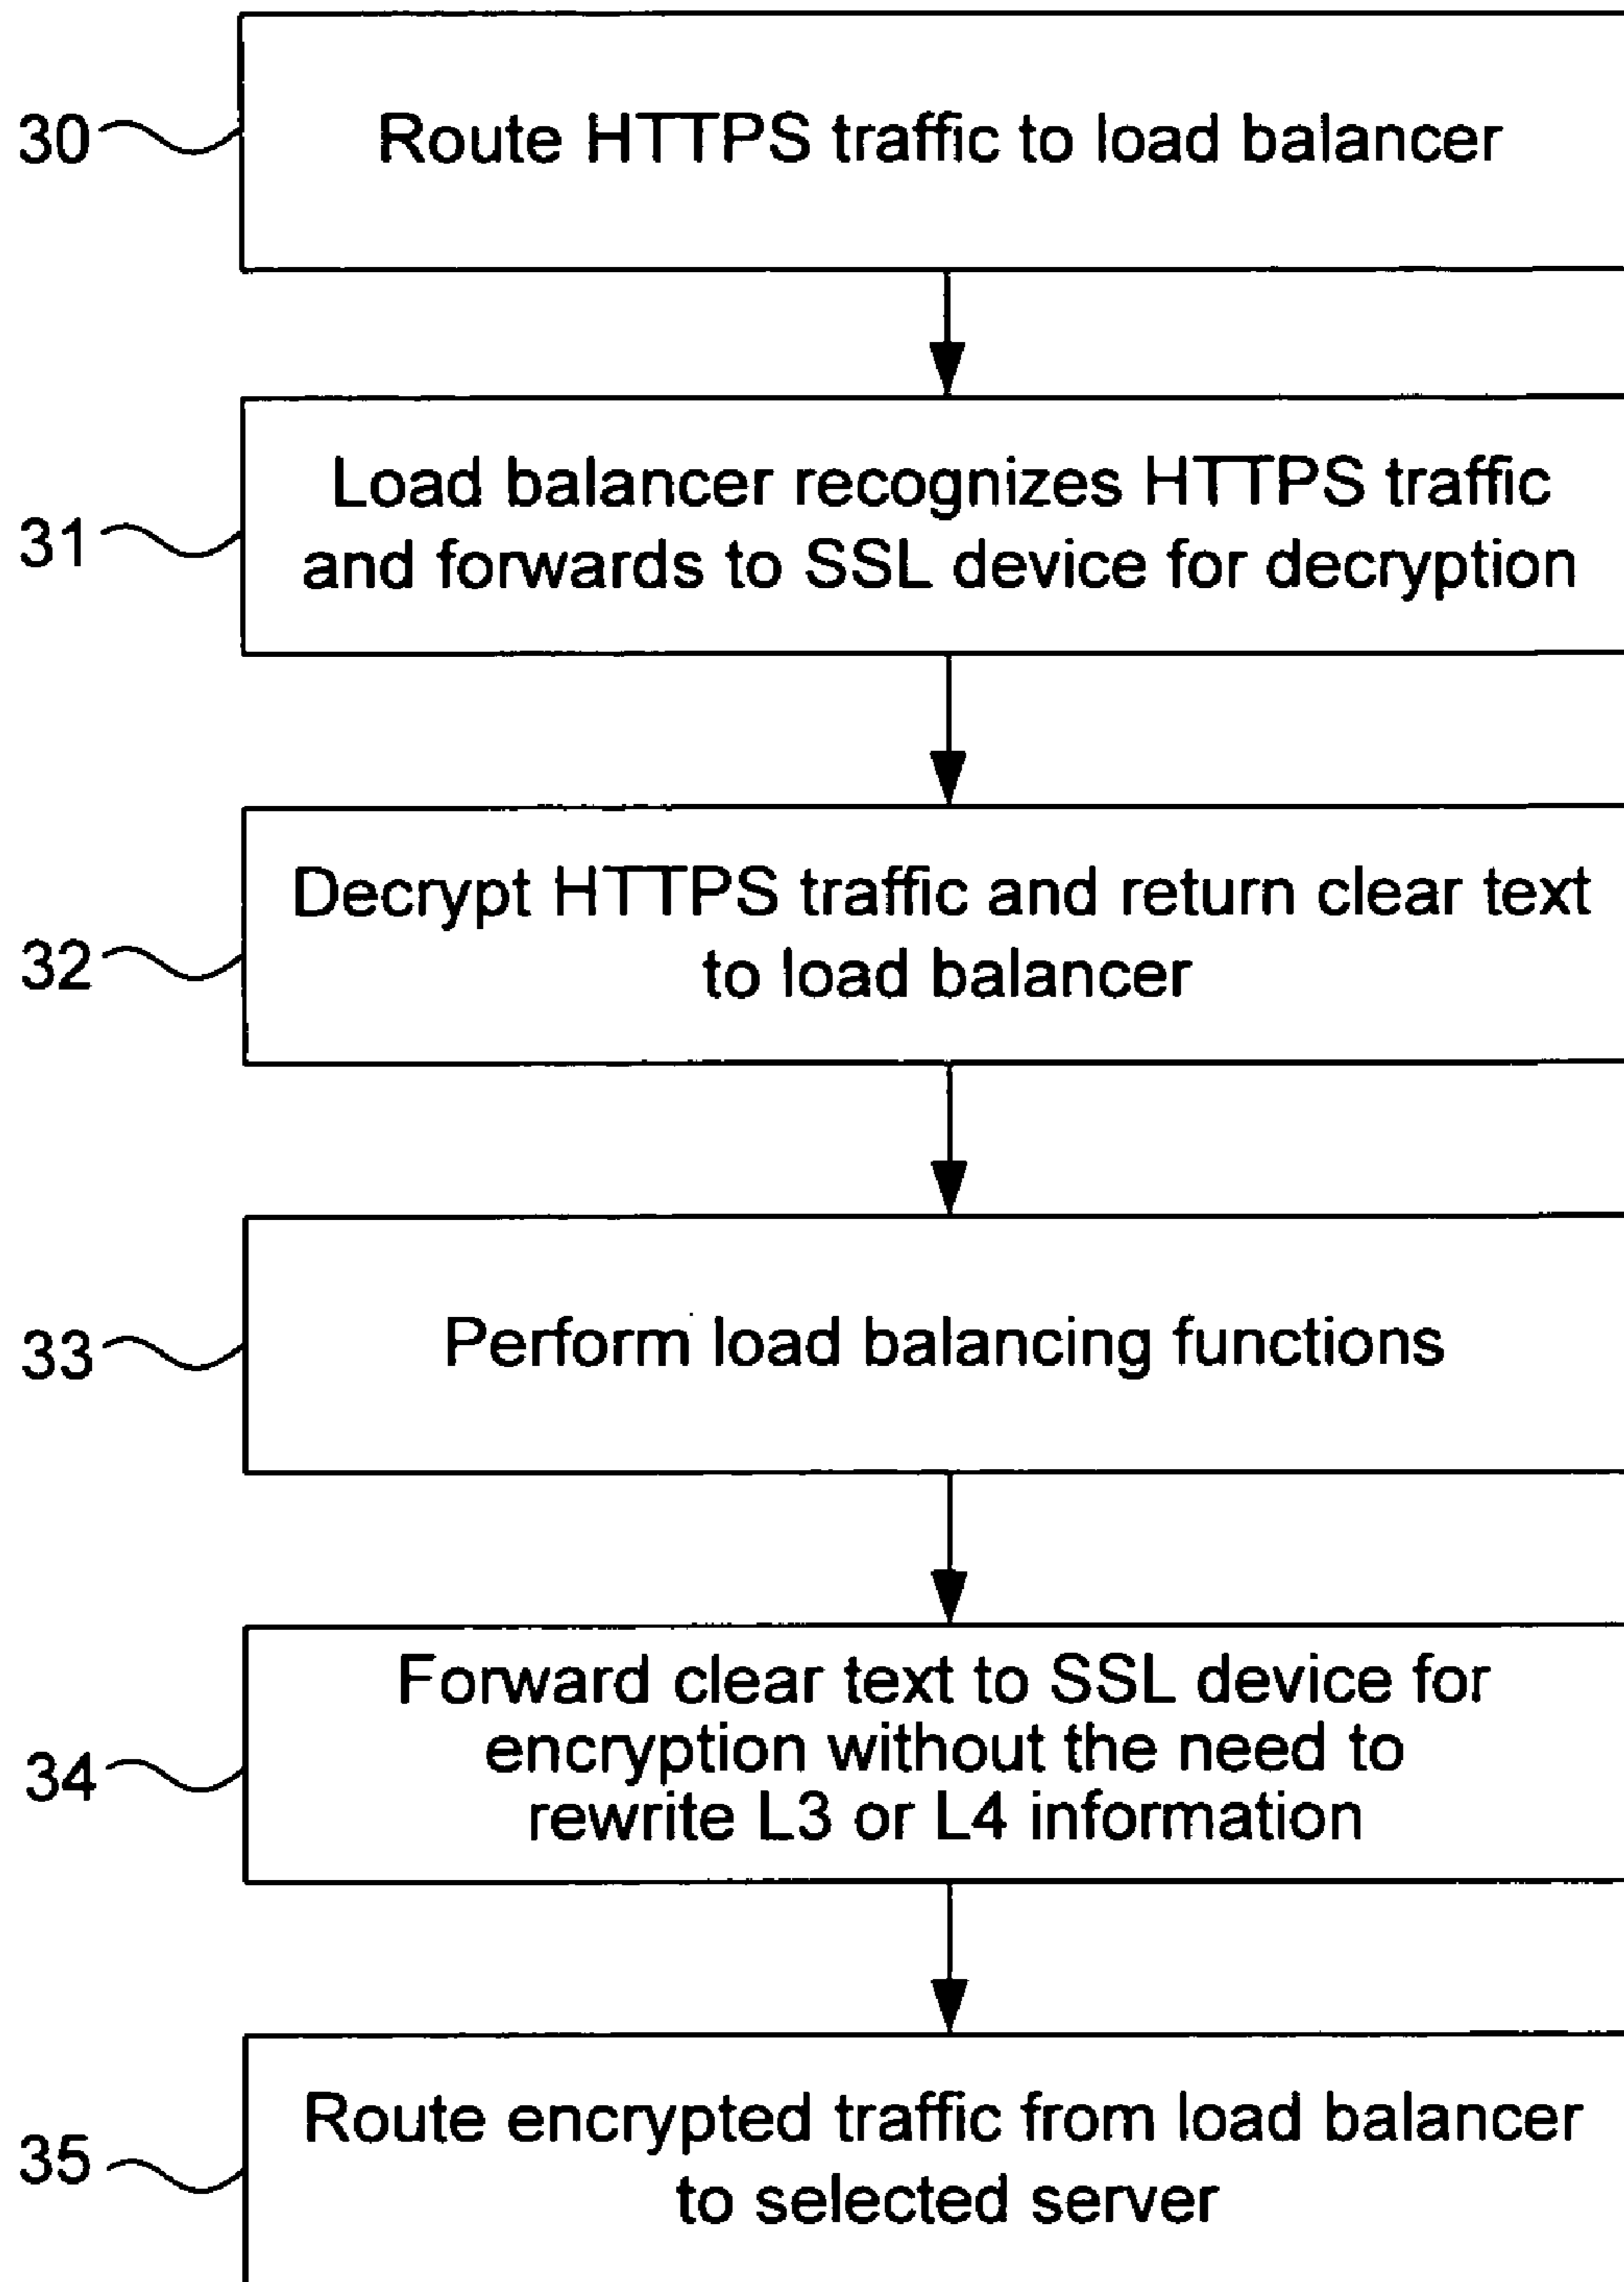 30
Route HTTPS traffic to load balancer
31
Load balancer recognizes HTTPS traffic
and forwards to SSL device for decryption
32
Decrypt HTTPS traffic and return clear text
to load balancer
33
Perform load balancing functions
34
Forward clear text to SSL device for
encryption without the need to
rewrite L3 or L4 information
35
Route encrypted traffic from load balancer
to selected server